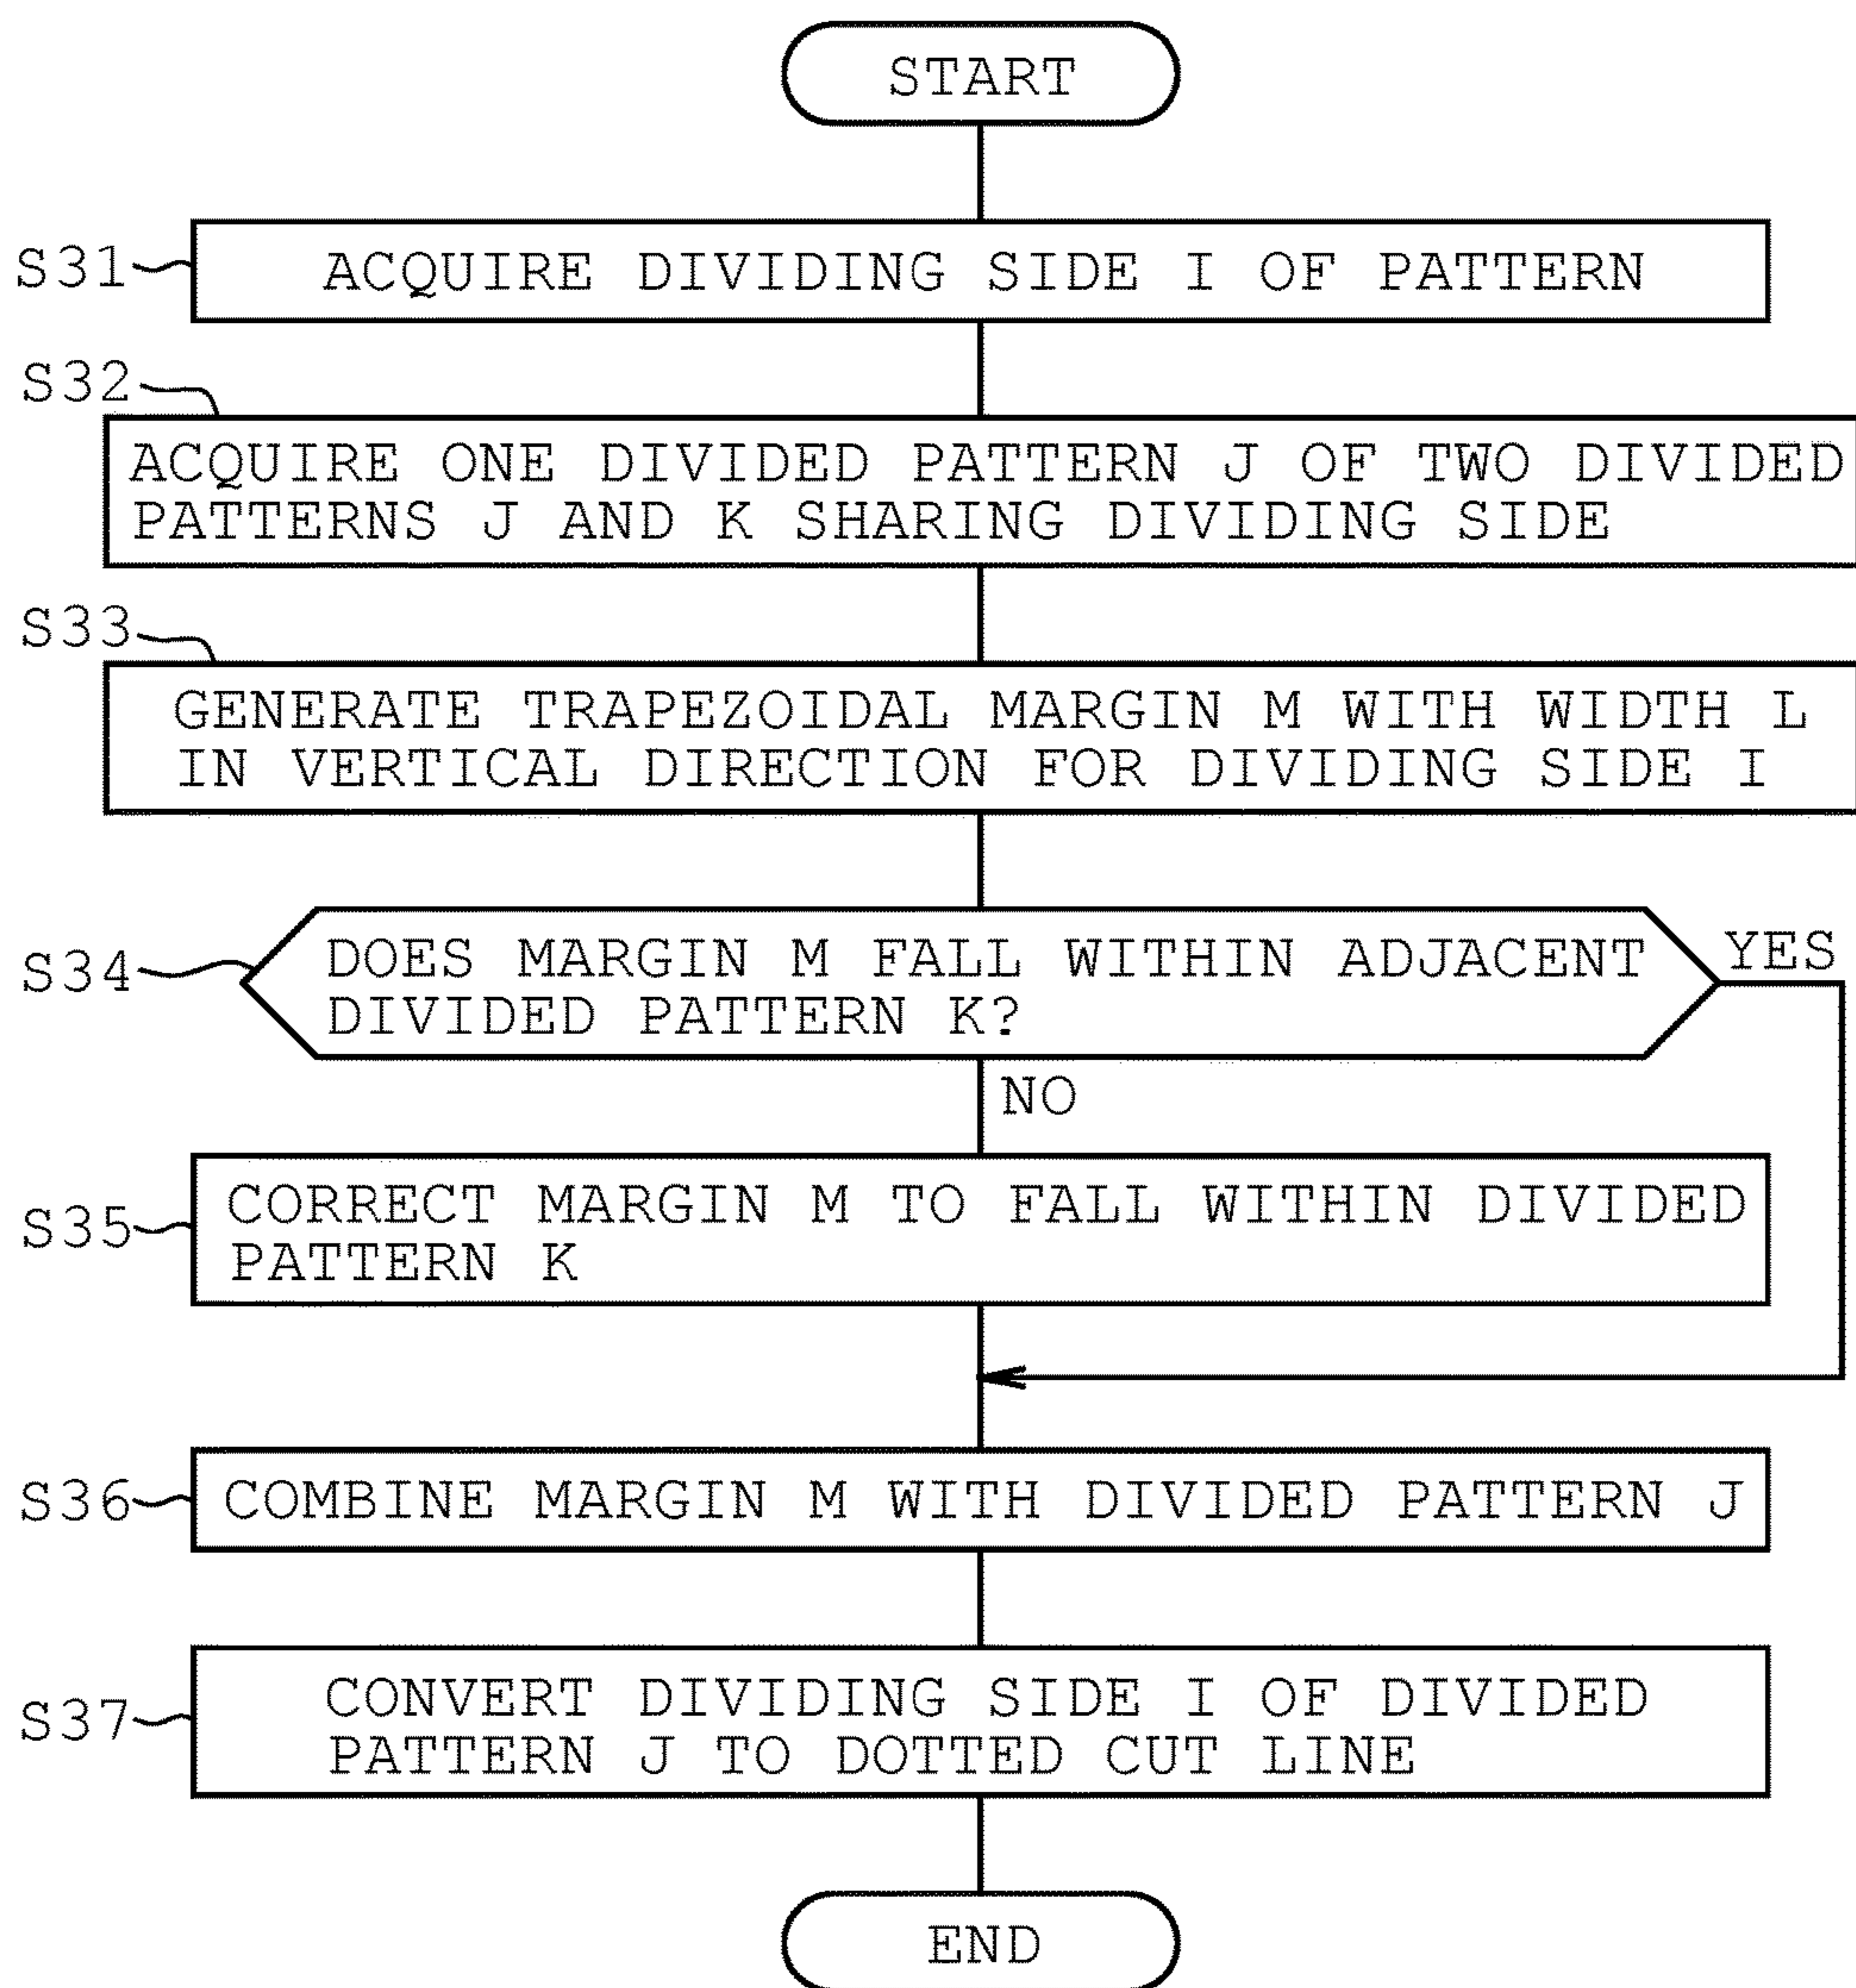 START
S31
ACQUIRE DIVIDING SIDE I OF PATTERN
S32
ACQUIRE ONE DIVIDED PATTERN J OF TWO DIVIDED
PATTERNS J AND K SHARING DIVIDING SIDE
S33
GENERATE TRAPEZOIDAL MARGIN M WITH WIDTH L
IN VERTICAL DIRECTION FOR DIVIDING SIDE I
S34
DOES MARGIN M FALL WITHIN ADJACENT
DIVIDED PATTERN K?
YES
NO
S35
CORRECT MARGIN M TO FALL WITHIN DIVIDED
PATTERN K
S36
COMBINE MARGIN M WITH DIVIDED PATTERN J
S37
CONVERT DIVIDING SIDE I OF DIVIDED
PATTERN J TO DOTTED CUT LINE
END